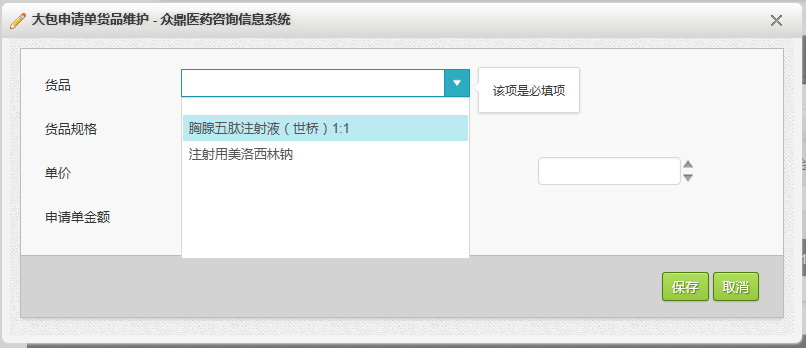 大包申请单货品维护 - 众鼎医药咨询信息系统
货品
该项是必填项
货品规格
胸腺五肽注射液（世桥）1:1
注射用美洛西林钠
单价
申请单金额
保存
取消